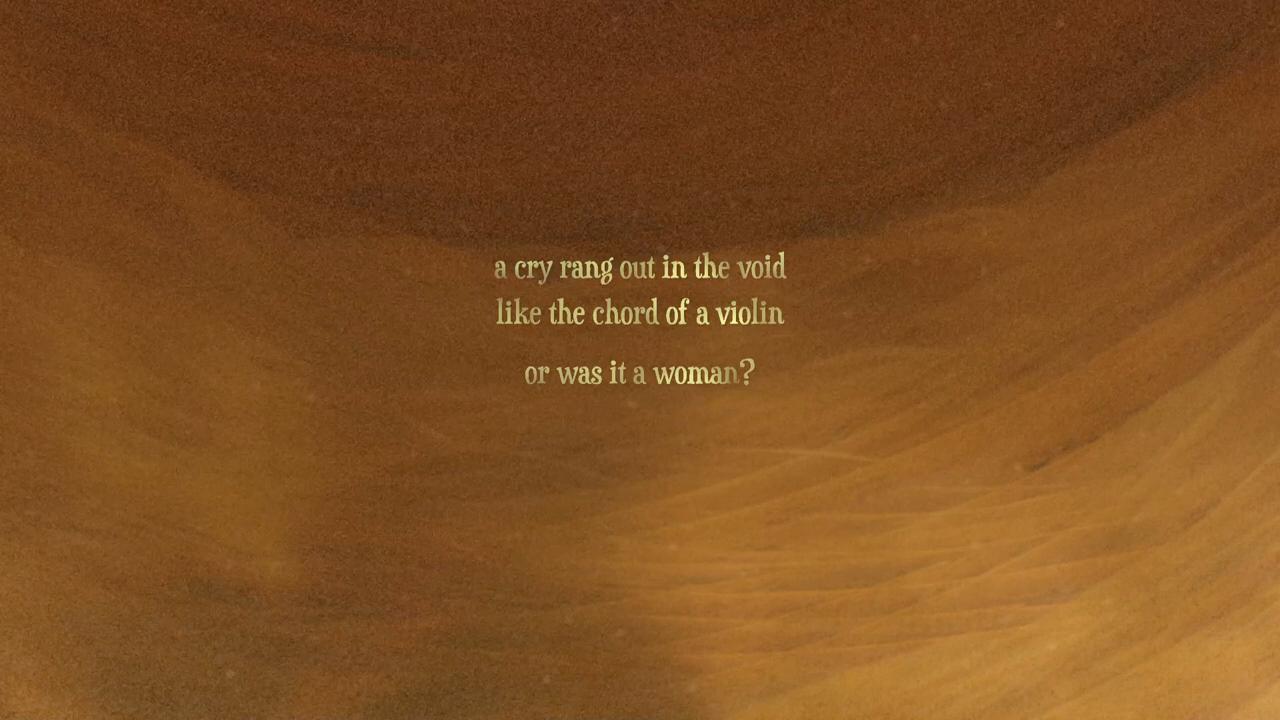 a cry rang out in the void
like the chord of a violin
or was it a woman?